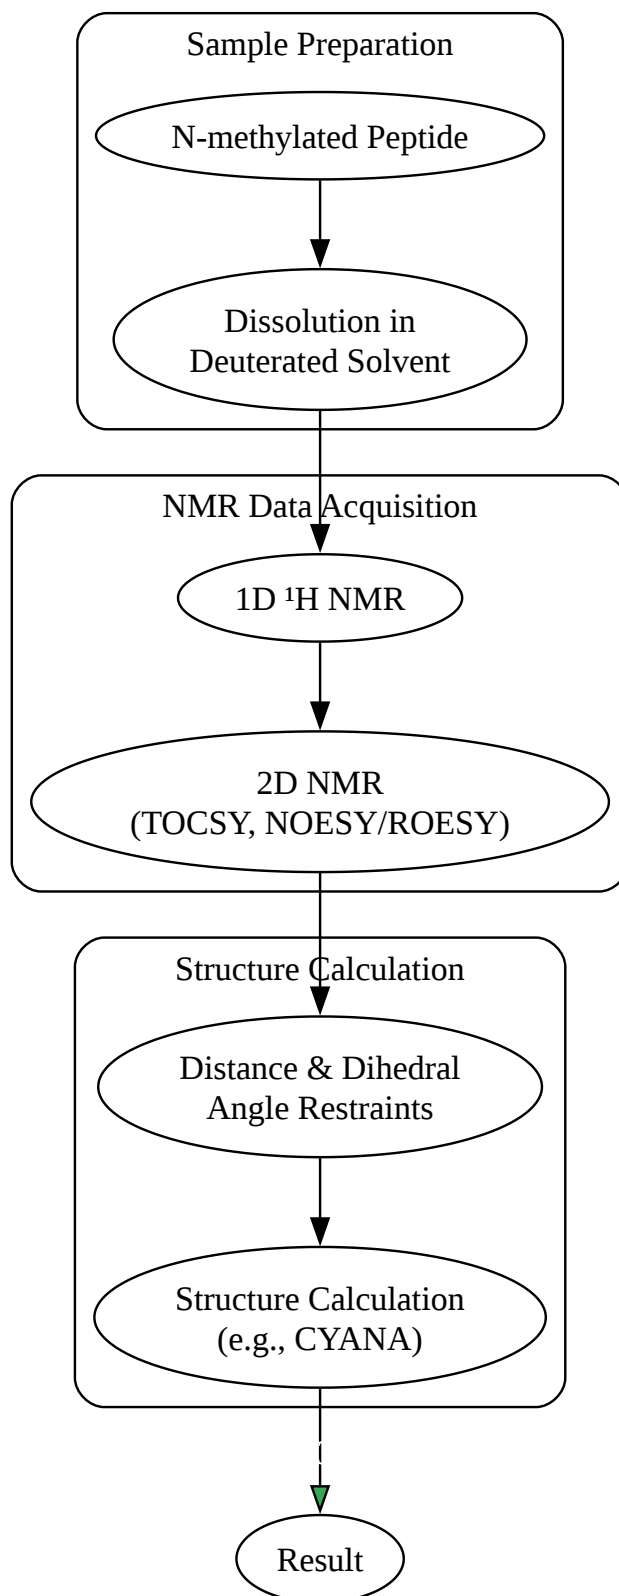 Sample Preparation
N-methylated Peptide
Dissolution in
Deuterated Solvent
NMR Data Acquisition
1D ¹H NMR
2D NMR
(TOCSY, NOESY/ROESY)
Structure Calculation
Distance & Dihedral
Angle Restraints
Structure Calculation
(e.g., CYANA)
Result